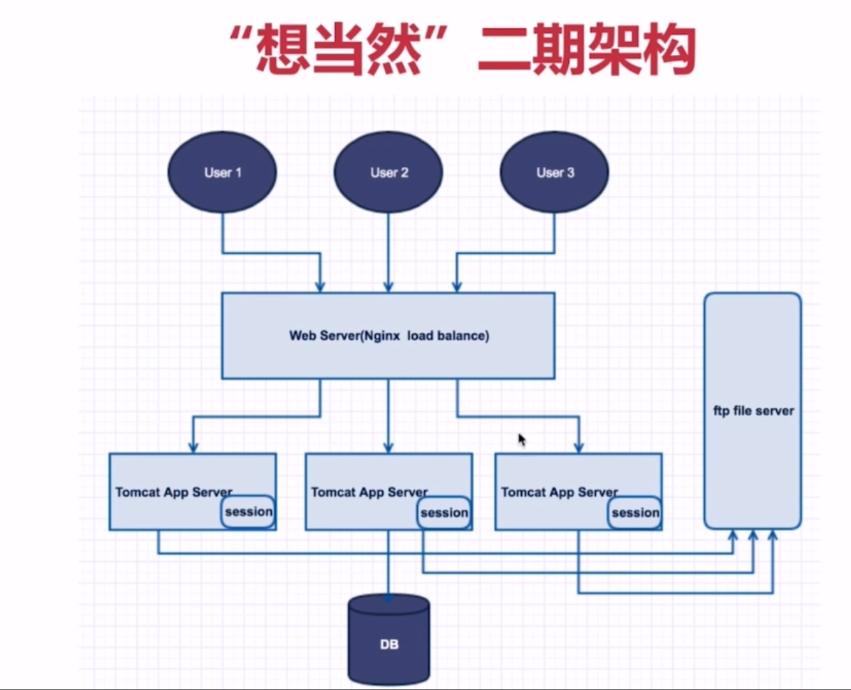 “想当然”二期架构
User 1
User 2
User 3
Web Server(Nginx  load balance)
ftp file server
Tomcat App Server
session
Tomcat App Server
session
Tomcat App Server
session
DB